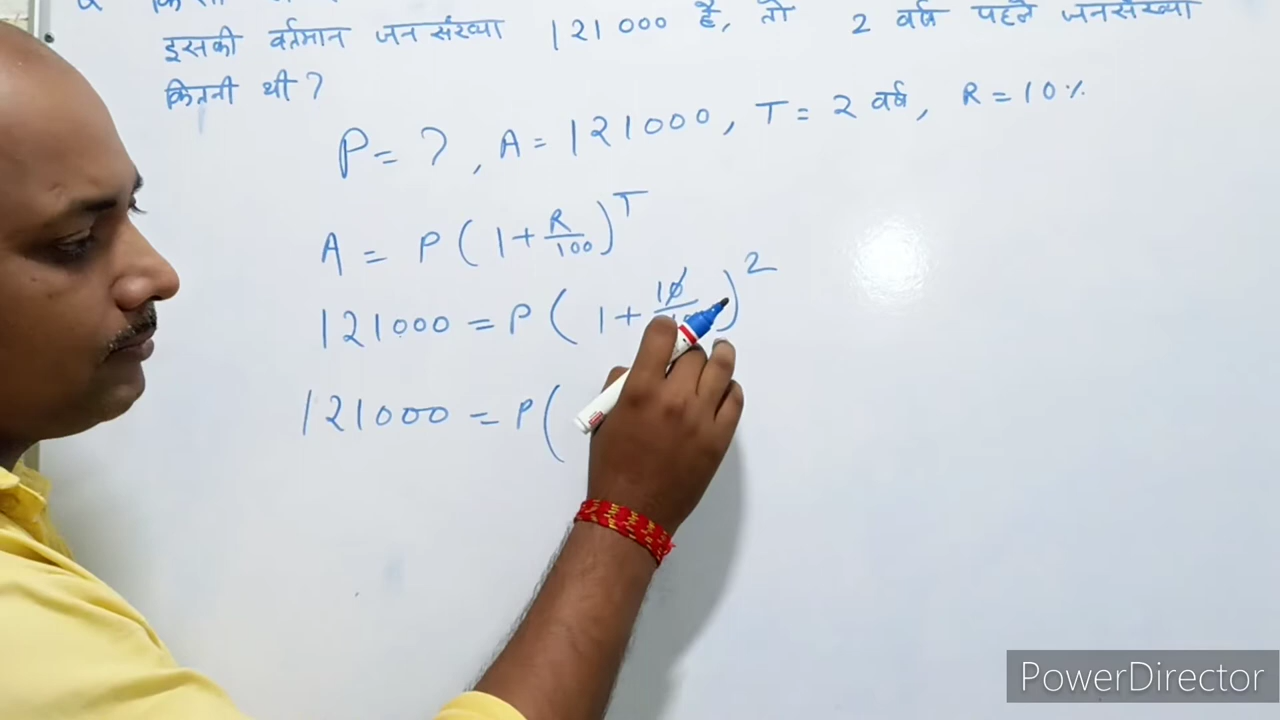 इसकी वर्तमान जनसंख्या 121000 है, तो 2 वर्ष पहले जनसंख्या
कितनी थी ?
P = ? , A = 121000 , T = 2 वर्ष , R = 10%
A = P ( 1 + R/100 )^T
121000 = P ( 1 + 10/ )^2
121000 = P (
PowerDirector